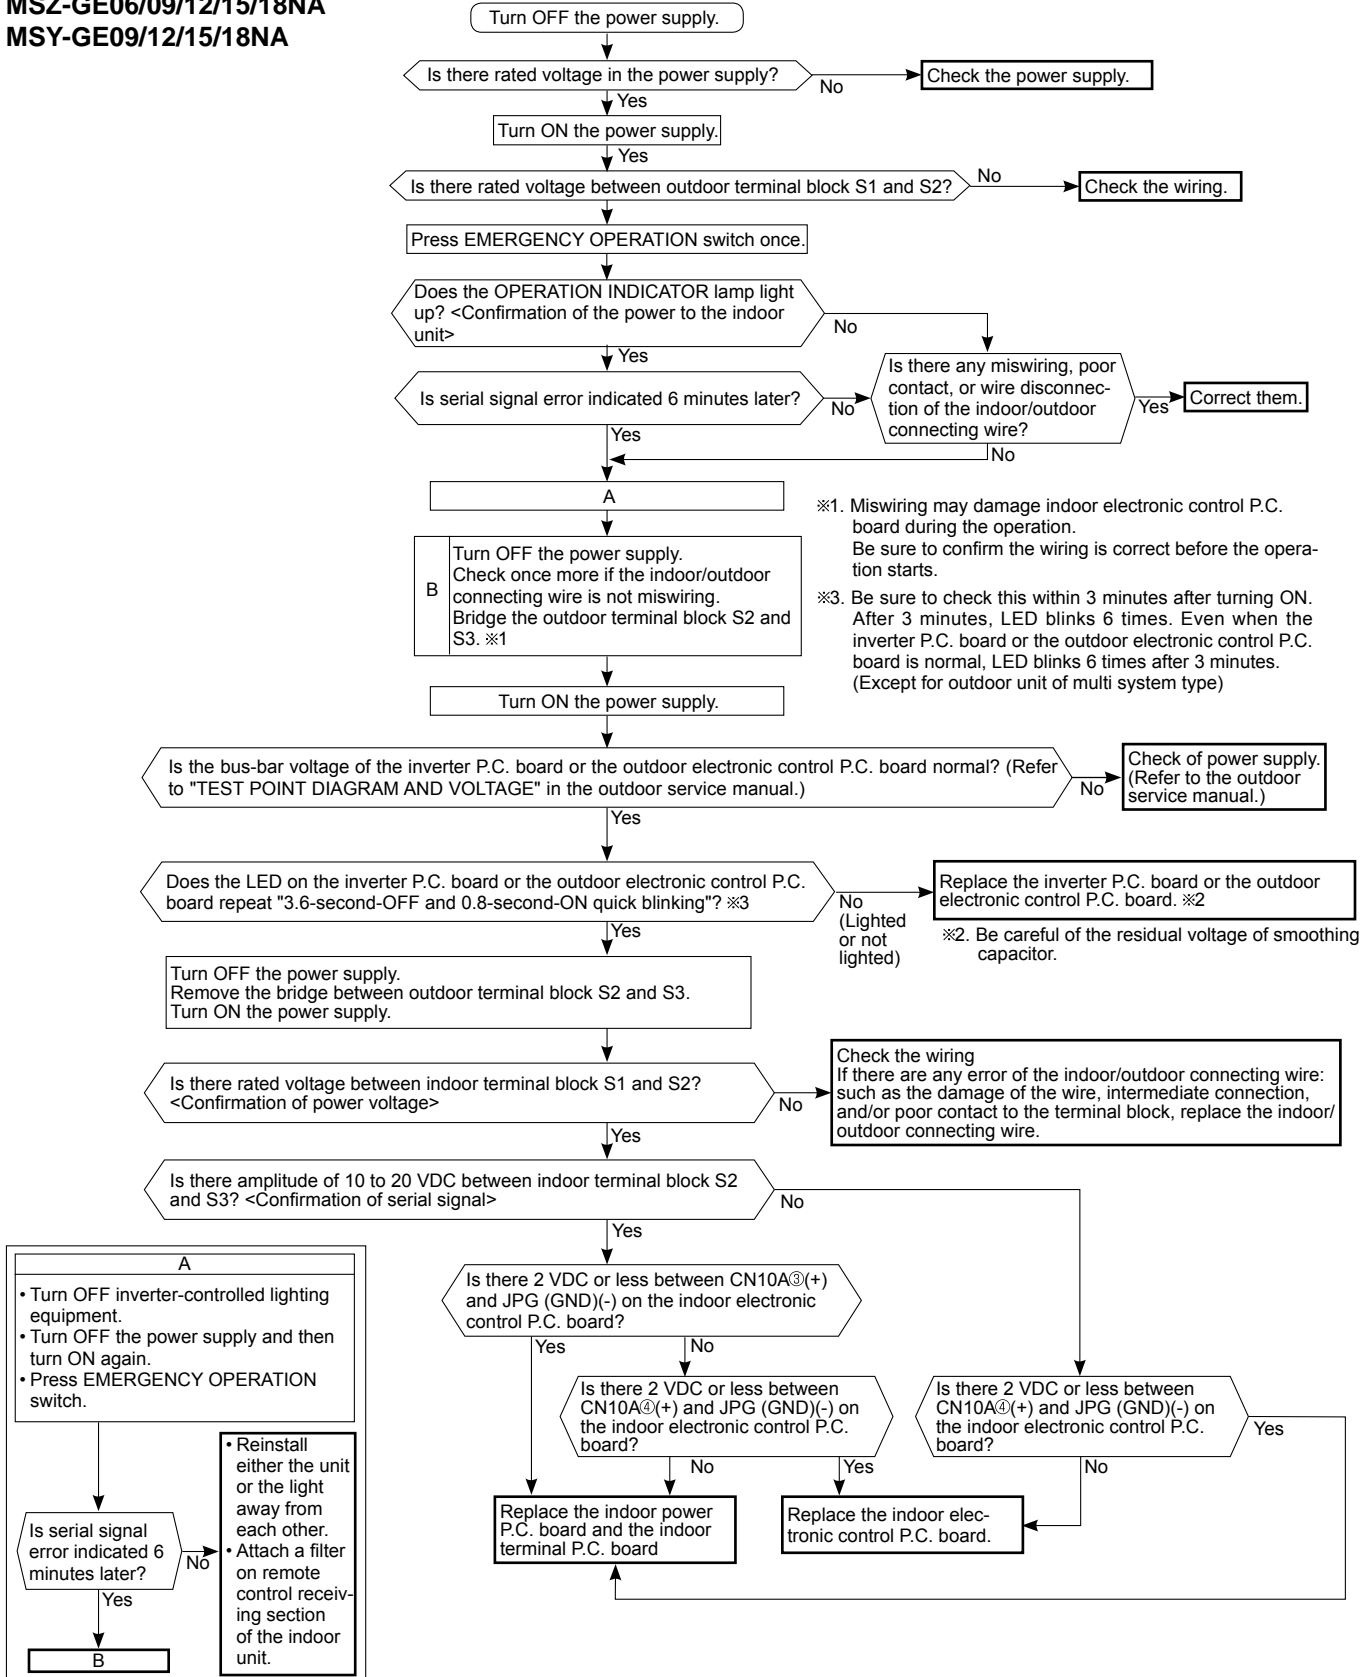 MSZ-GE06/09/12/15/18NA
MSY-GE09/12/15/18NA
Turn OFF the power supply.
Is there rated voltage in the power supply?
No
Check the power supply.
Yes
Turn ON the power supply.
Yes
Is there rated voltage between outdoor terminal block S1 and S2?
No
Check the wiring.
Press EMERGENCY OPERATION switch once.
Does the OPERATION INDICATOR lamp light
up? <Confirmation of the power to the indoor
unit>
No
Yes
Is serial signal error indicated 6 minutes later?
No
Is there any miswiring, poor
contact, or wire disconnec-
tion of the indoor/outdoor
connecting wire?
Yes
Correct them.
Yes
No
A
B
Turn OFF the power supply.
Check once more if the indoor/outdoor
connecting wire is not miswiring.
Bridge the outdoor terminal block S2 and
S3. ※1
※1. Miswiring may damage indoor electronic control P.C.
board during the operation.
Be sure to confirm the wiring is correct before the opera-
tion starts.
※3. Be sure to check this within 3 minutes after turning ON.
After 3 minutes, LED blinks 6 times. Even when the
inverter P.C. board or the outdoor electronic control P.C.
board is normal, LED blinks 6 times after 3 minutes.
(Except for outdoor unit of multi system type)
Turn ON the power supply.
Is the bus-bar voltage of the inverter P.C. board or the outdoor electronic control P.C. board normal? (Refer
to "TEST POINT DIAGRAM AND VOLTAGE" in the outdoor service manual.)
No
Check of power supply.
(Refer to the outdoor
service manual.)
Yes
Does the LED on the inverter P.C. board or the outdoor electronic control P.C.
board repeat "3.6-second-OFF and 0.8-second-ON quick blinking"? ※3
No
(Lighted
or not
lighted)
Replace the inverter P.C. board or the outdoor
electronic control P.C. board. ※2
※2. Be careful of the residual voltage of smoothing
capacitor.
Yes
Turn OFF the power supply.
Remove the bridge between outdoor terminal block S2 and S3.
Turn ON the power supply.
Is there rated voltage between indoor terminal block S1 and S2?
<Confirmation of power voltage>
No
Check the wiring
If there are any error of the indoor/outdoor connecting wire:
such as the damage of the wire, intermediate connection,
and/or poor contact to the terminal block, replace the indoor/
outdoor connecting wire.
Yes
Is there amplitude of 10 to 20 VDC between indoor terminal block S2
and S3? <Confirmation of serial signal>
No
Yes
Is there 2 VDC or less between CN10A③(+)
and JPG (GND)(-) on the indoor electronic
control P.C. board?
Yes
No
Is there 2 VDC or less between
CN10A④(+) and JPG (GND)(-) on
the indoor electronic control P.C.
board?
No
Yes
Is there 2 VDC or less between
CN10A④(+) and JPG (GND)(-) on
the indoor electronic control P.C.
board?
Yes
No
Replace the indoor power
P.C. board and the indoor
terminal P.C. board
Replace the indoor elec-
tronic control P.C. board.
A
• Turn OFF inverter-controlled lighting
equipment.
• Turn OFF the power supply and then
turn ON again.
• Press EMERGENCY OPERATION
switch.
Is serial signal
error indicated 6
minutes later?
No
• Reinstall
either the unit
or the light
away from
each other.
• Attach a filter
on remote
control receiv-
ing section
of the indoor
unit.
Yes
B